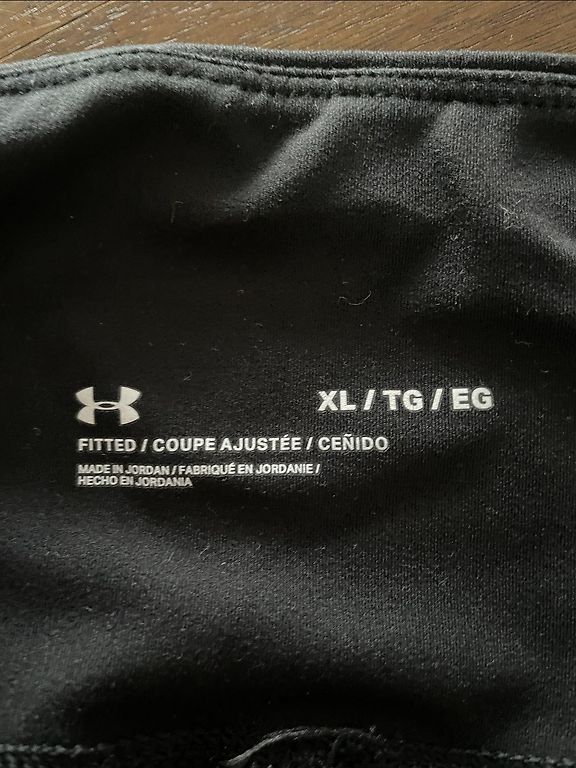 XL / TG / EG
FITTED / COUPE AJUSTÉE / CEÑIDO
MADE IN JORDAN / FABRIQUÉ EN JORDANIE /
HECHO EN JORDANIA